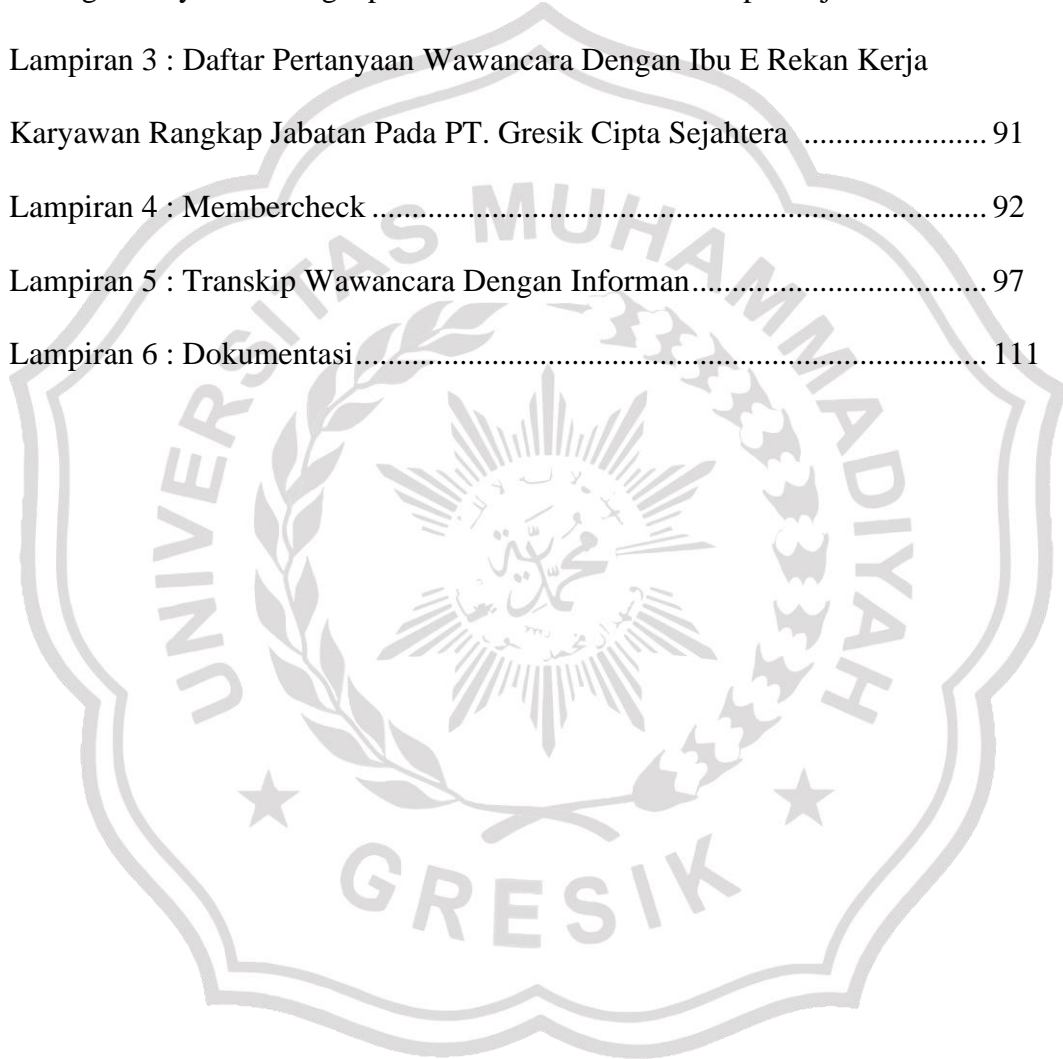 Lampiran 3 : Daftar Pertanyaan Wawancara Dengan Ibu E Rekan Kerja
Karyawan Rangkap Jabatan Pada PT. Gresik Cipta Sejahtera ...................... 91
Lampiran 4 : Membercheck .......................................................................... 92
Lampiran 5 : Transkip Wawancara Dengan Informan................................... 97
Lampiran 6 : Dokumentasi............................................................................ 111
UNIVERSITAS MUHAMMADIYAH
GRESIK
محمدية